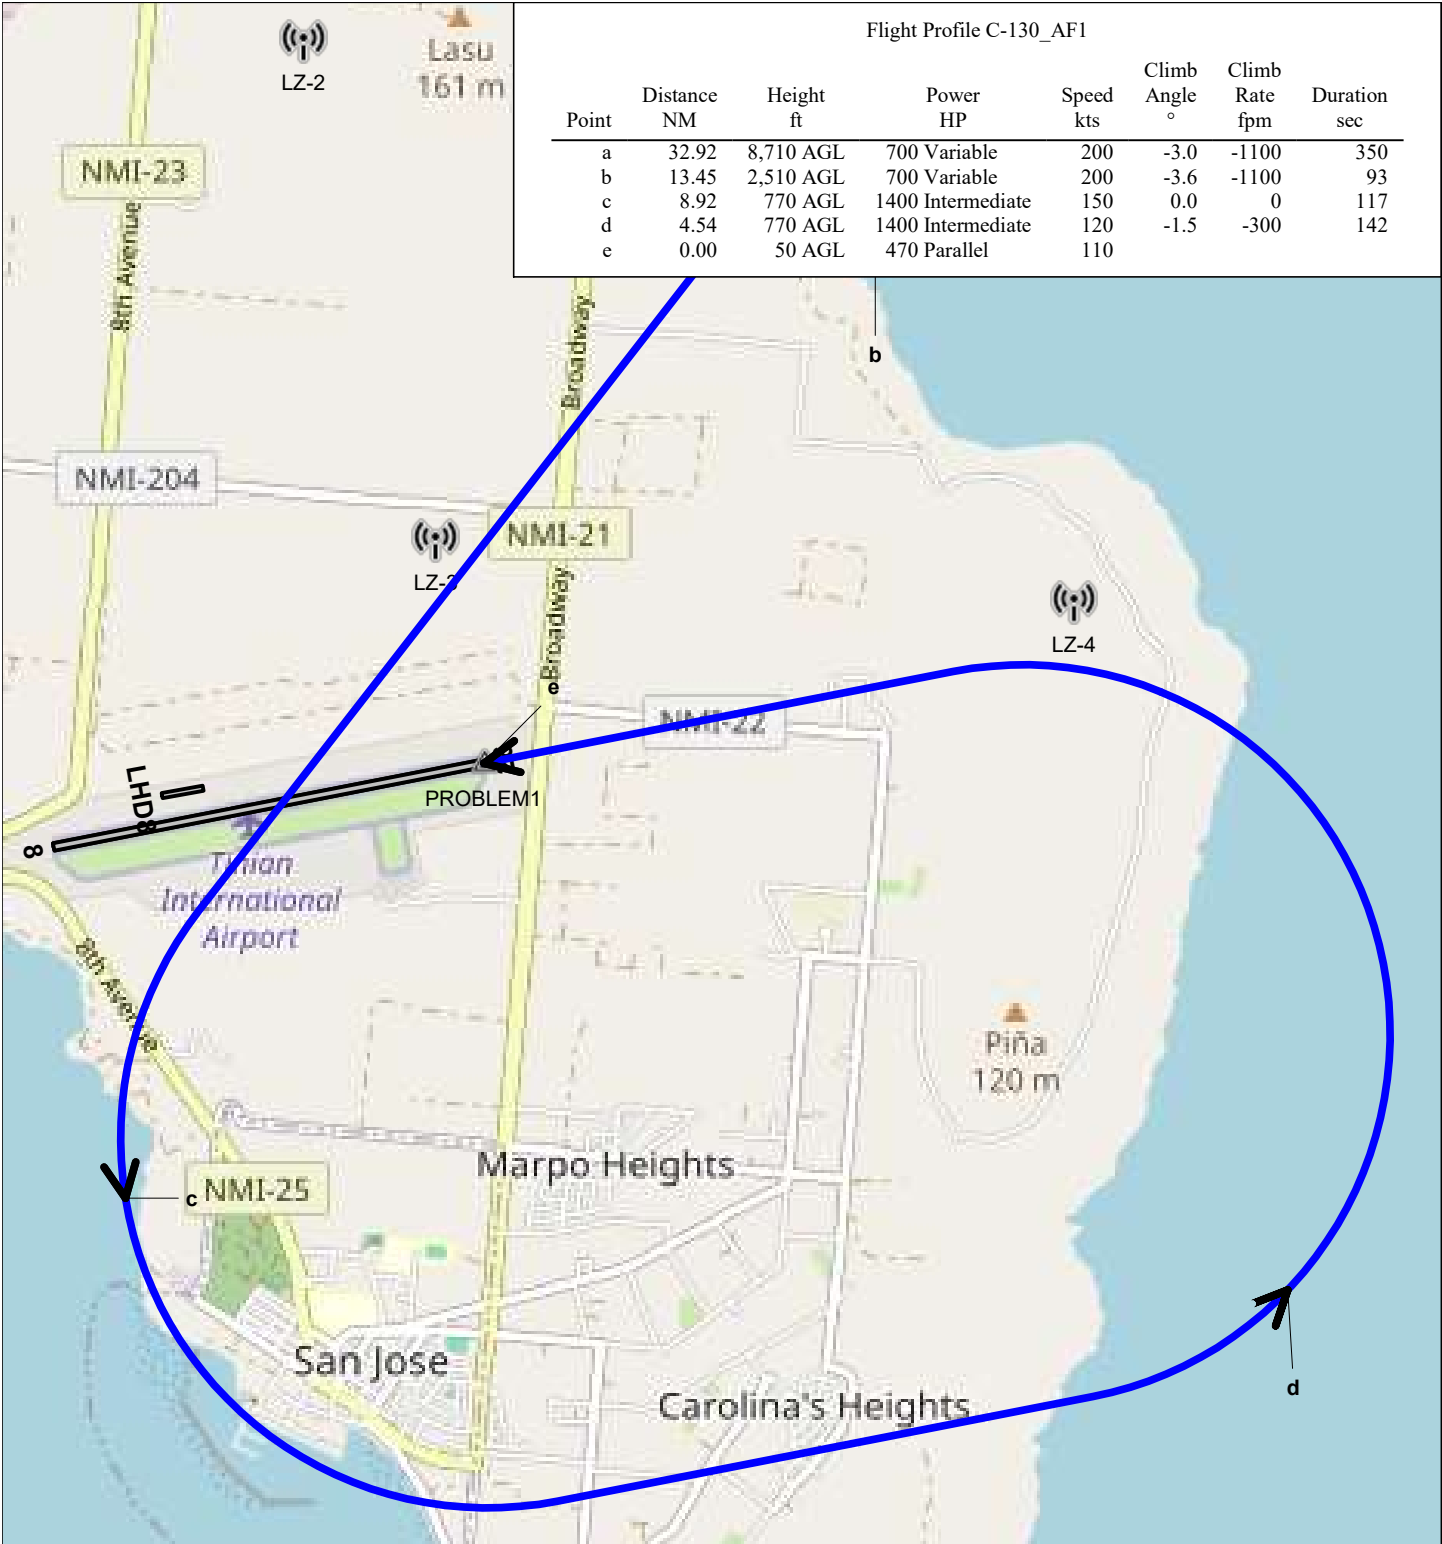 Flight Profile C-130_AF1
Climb Climb
Distance Height Power Speed Angle Rate Duration
Point NM ft HP kts ° fpm sec
a 32.92 8,710 AGL 700 Variable 200 -3.0 -1100 350
b 13.45 2,510 AGL 700 Variable 200 -3.6 -1100 93
c 8.92 770 AGL 1400 Intermediate 150 0.0 0 117
d 4.54 770 AGL 1400 Intermediate 120 -1.5 -300 142
e 0.00 50 AGL 470 Parallel 110
LZ-2
Lasu
161 m
NMI-23
8th Avenue
Broadway
b
NMI-204
NMI-21
LZ-3
Broadway
LZ-4
e
NMI-22
LHD8
PROBLEM1
8
Tinian
International
Airport
8th Avenue
Piña
120 m
Marpo Heights
c
NMI-25
San Jose
d
Carolina's Heights